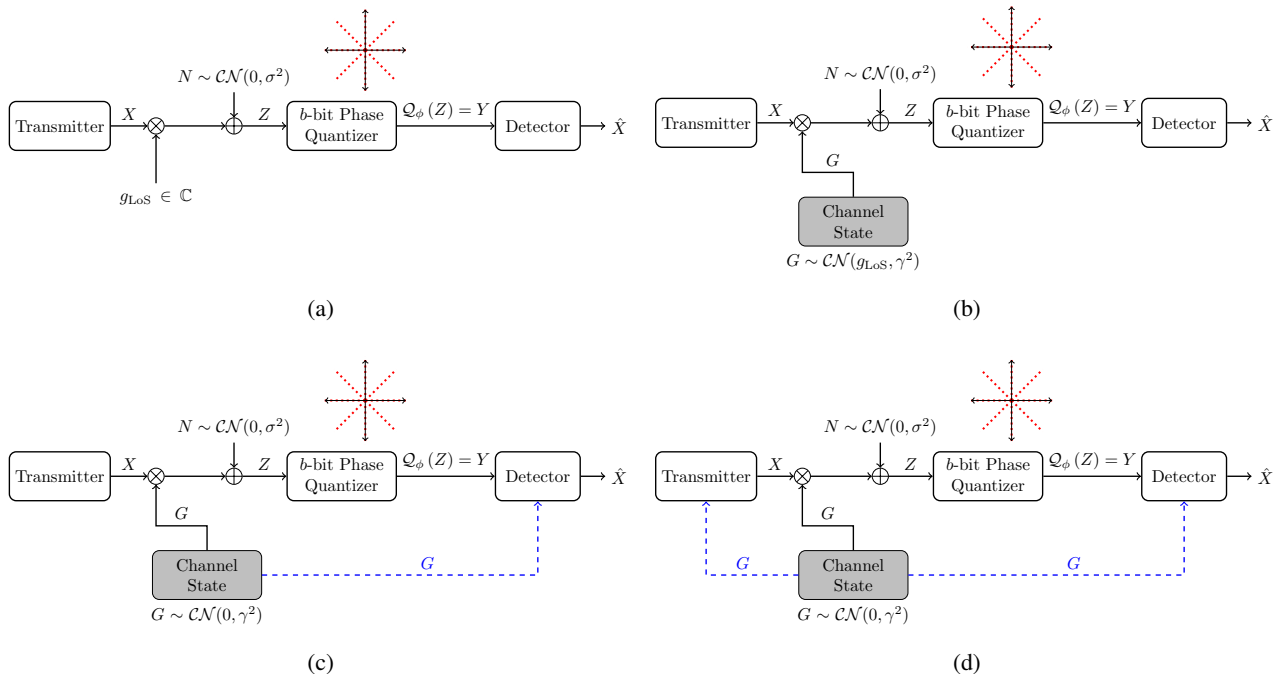 N ∼ 𝒞𝒩(0, σ²)
Transmitter
X
Z
b-bit Phase
Quantizer
𝒬_ϕ (Z) = Y
Detector
X̂
g_LoS ∈ ℂ
(a)
N ∼ 𝒞𝒩(0, σ²)
Transmitter
X
Z
b-bit Phase
Quantizer
𝒬_ϕ (Z) = Y
Detector
X̂
G
Channel
State
G ∼ 𝒞𝒩(g_LoS, γ²)
(b)
N ∼ 𝒞𝒩(0, σ²)
Transmitter
X
Z
b-bit Phase
Quantizer
𝒬_ϕ (Z) = Y
Detector
X̂
G
Channel
State
G
G ∼ 𝒞𝒩(0, γ²)
(c)
N ∼ 𝒞𝒩(0, σ²)
Transmitter
X
Z
b-bit Phase
Quantizer
𝒬_ϕ (Z) = Y
Detector
X̂
G
G
Channel
State
G
G ∼ 𝒞𝒩(0, γ²)
(d)